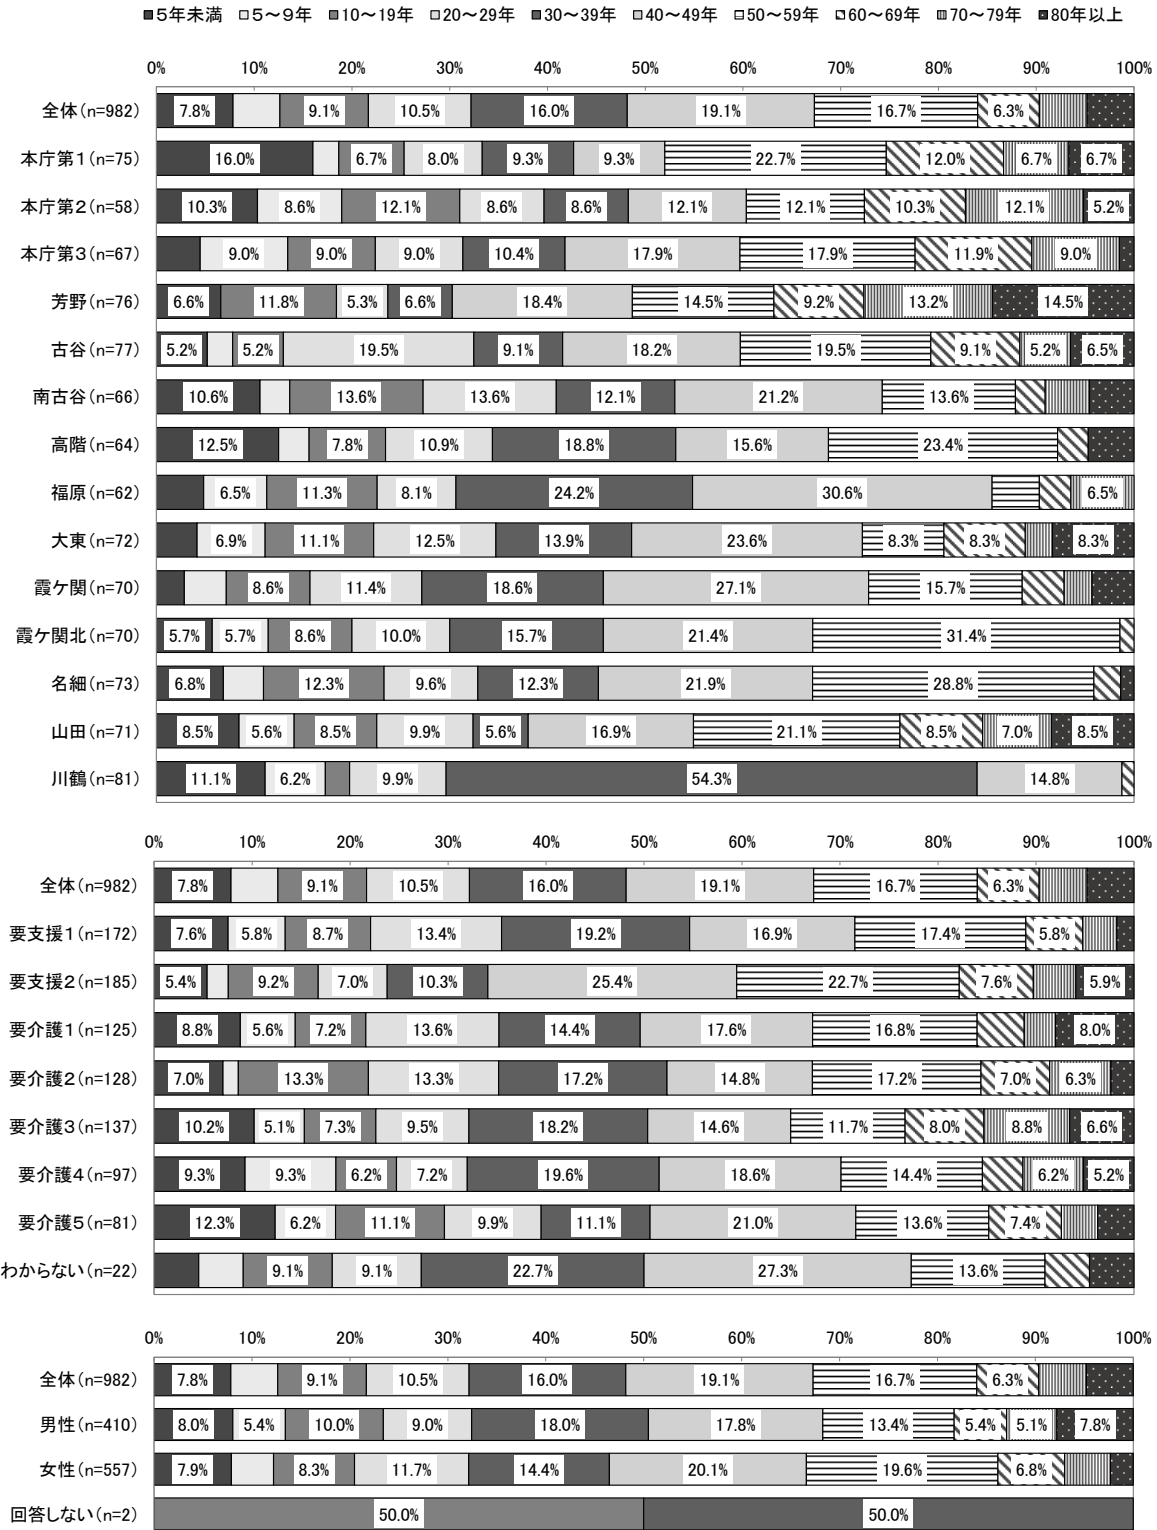 ■５年未満 □５～９年 ■10～19年 □20～29年 ■30～39年 □40～49年 50～59年 60～69年 70～79年 80年以上
0% 10% 20% 30% 40% 50% 60% 70% 80% 90% 100%
全体(n=982) 7.8% 9.1% 10.5% 16.0% 19.1% 16.7% 6.3%
本庁第１(n=75) 16.0% 6.7% 8.0% 9.3% 9.3% 22.7% 12.0% 6.7% 6.7%
本庁第２(n=58) 10.3% 8.6% 12.1% 8.6% 8.6% 12.1% 12.1% 10.3% 12.1% 5.2%
本庁第３(n=67) 9.0% 9.0% 9.0% 10.4% 17.9% 17.9% 11.9% 9.0%
芳野(n=76) 6.6% 11.8% 5.3% 6.6% 18.4% 14.5% 9.2% 13.2% 14.5%
古谷(n=77) 5.2% 5.2% 19.5% 9.1% 18.2% 19.5% 9.1% 5.2% 6.5%
南古谷(n=66) 10.6% 13.6% 13.6% 12.1% 21.2% 13.6%
高階(n=64) 12.5% 7.8% 10.9% 18.8% 15.6% 23.4%
福原(n=62) 6.5% 11.3% 8.1% 24.2% 30.6% 6.5%
大東(n=72) 6.9% 11.1% 12.5% 13.9% 23.6% 8.3% 8.3% 8.3%
霞ケ関(n=70) 8.6% 11.4% 18.6% 27.1% 15.7%
霞ケ関北(n=70) 5.7% 5.7% 8.6% 10.0% 15.7% 21.4% 31.4%
名細(n=73) 6.8% 12.3% 9.6% 12.3% 21.9% 28.8%
山田(n=71) 8.5% 5.6% 8.5% 9.9% 5.6% 16.9% 21.1% 8.5% 7.0% 8.5%
川鶴(n=81) 11.1% 6.2% 9.9% 54.3% 14.8%
0% 10% 20% 30% 40% 50% 60% 70% 80% 90% 100%
全体(n=982) 7.8% 9.1% 10.5% 16.0% 19.1% 16.7% 6.3%
要支援１(n=172) 7.6% 5.8% 8.7% 13.4% 19.2% 16.9% 17.4% 5.8%
要支援２(n=185) 5.4% 9.2% 7.0% 10.3% 25.4% 22.7% 7.6% 5.9%
要介護１(n=125) 8.8% 5.6% 7.2% 13.6% 14.4% 17.6% 16.8% 8.0%
要介護２(n=128) 7.0% 13.3% 13.3% 17.2% 14.8% 17.2% 7.0% 6.3%
要介護３(n=137) 10.2% 5.1% 7.3% 9.5% 18.2% 14.6% 11.7% 8.0% 8.8% 6.6%
要介護４(n=97) 9.3% 9.3% 6.2% 7.2% 19.6% 18.6% 14.4% 6.2% 5.2%
要介護５(n=81) 12.3% 6.2% 11.1% 9.9% 11.1% 21.0% 13.6% 7.4%
わからない(n=22) 9.1% 9.1% 22.7% 27.3% 13.6%
0% 10% 20% 30% 40% 50% 60% 70% 80% 90% 100%
全体(n=982) 7.8% 9.1% 10.5% 16.0% 19.1% 16.7% 6.3%
男性(n=410) 8.0% 5.4% 10.0% 9.0% 18.0% 17.8% 13.4% 5.4% 5.1% 7.8%
女性(n=557) 7.9% 8.3% 11.7% 14.4% 20.1% 19.6% 6.8%
回答しない(n=2) 50.0% 50.0%